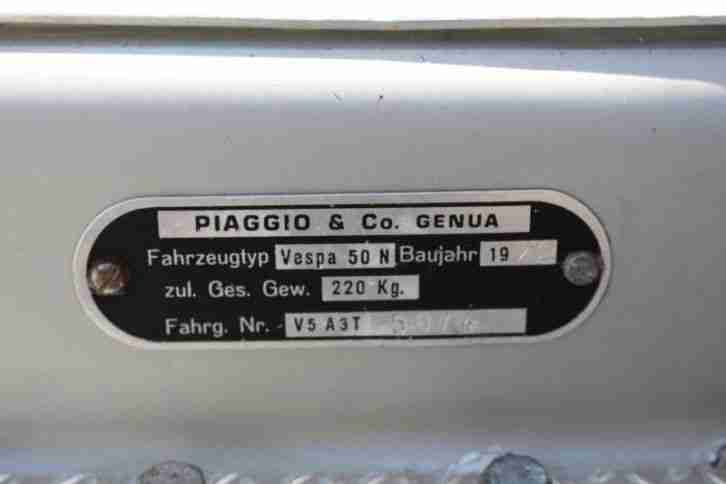 PIAGGIO & Co. GENUA
Fahrzeugtyp Vespa 50 N Baujahr 19
zul. Ges. Gew. 220 Kg.
Fahrg. Nr. - V5 A3T